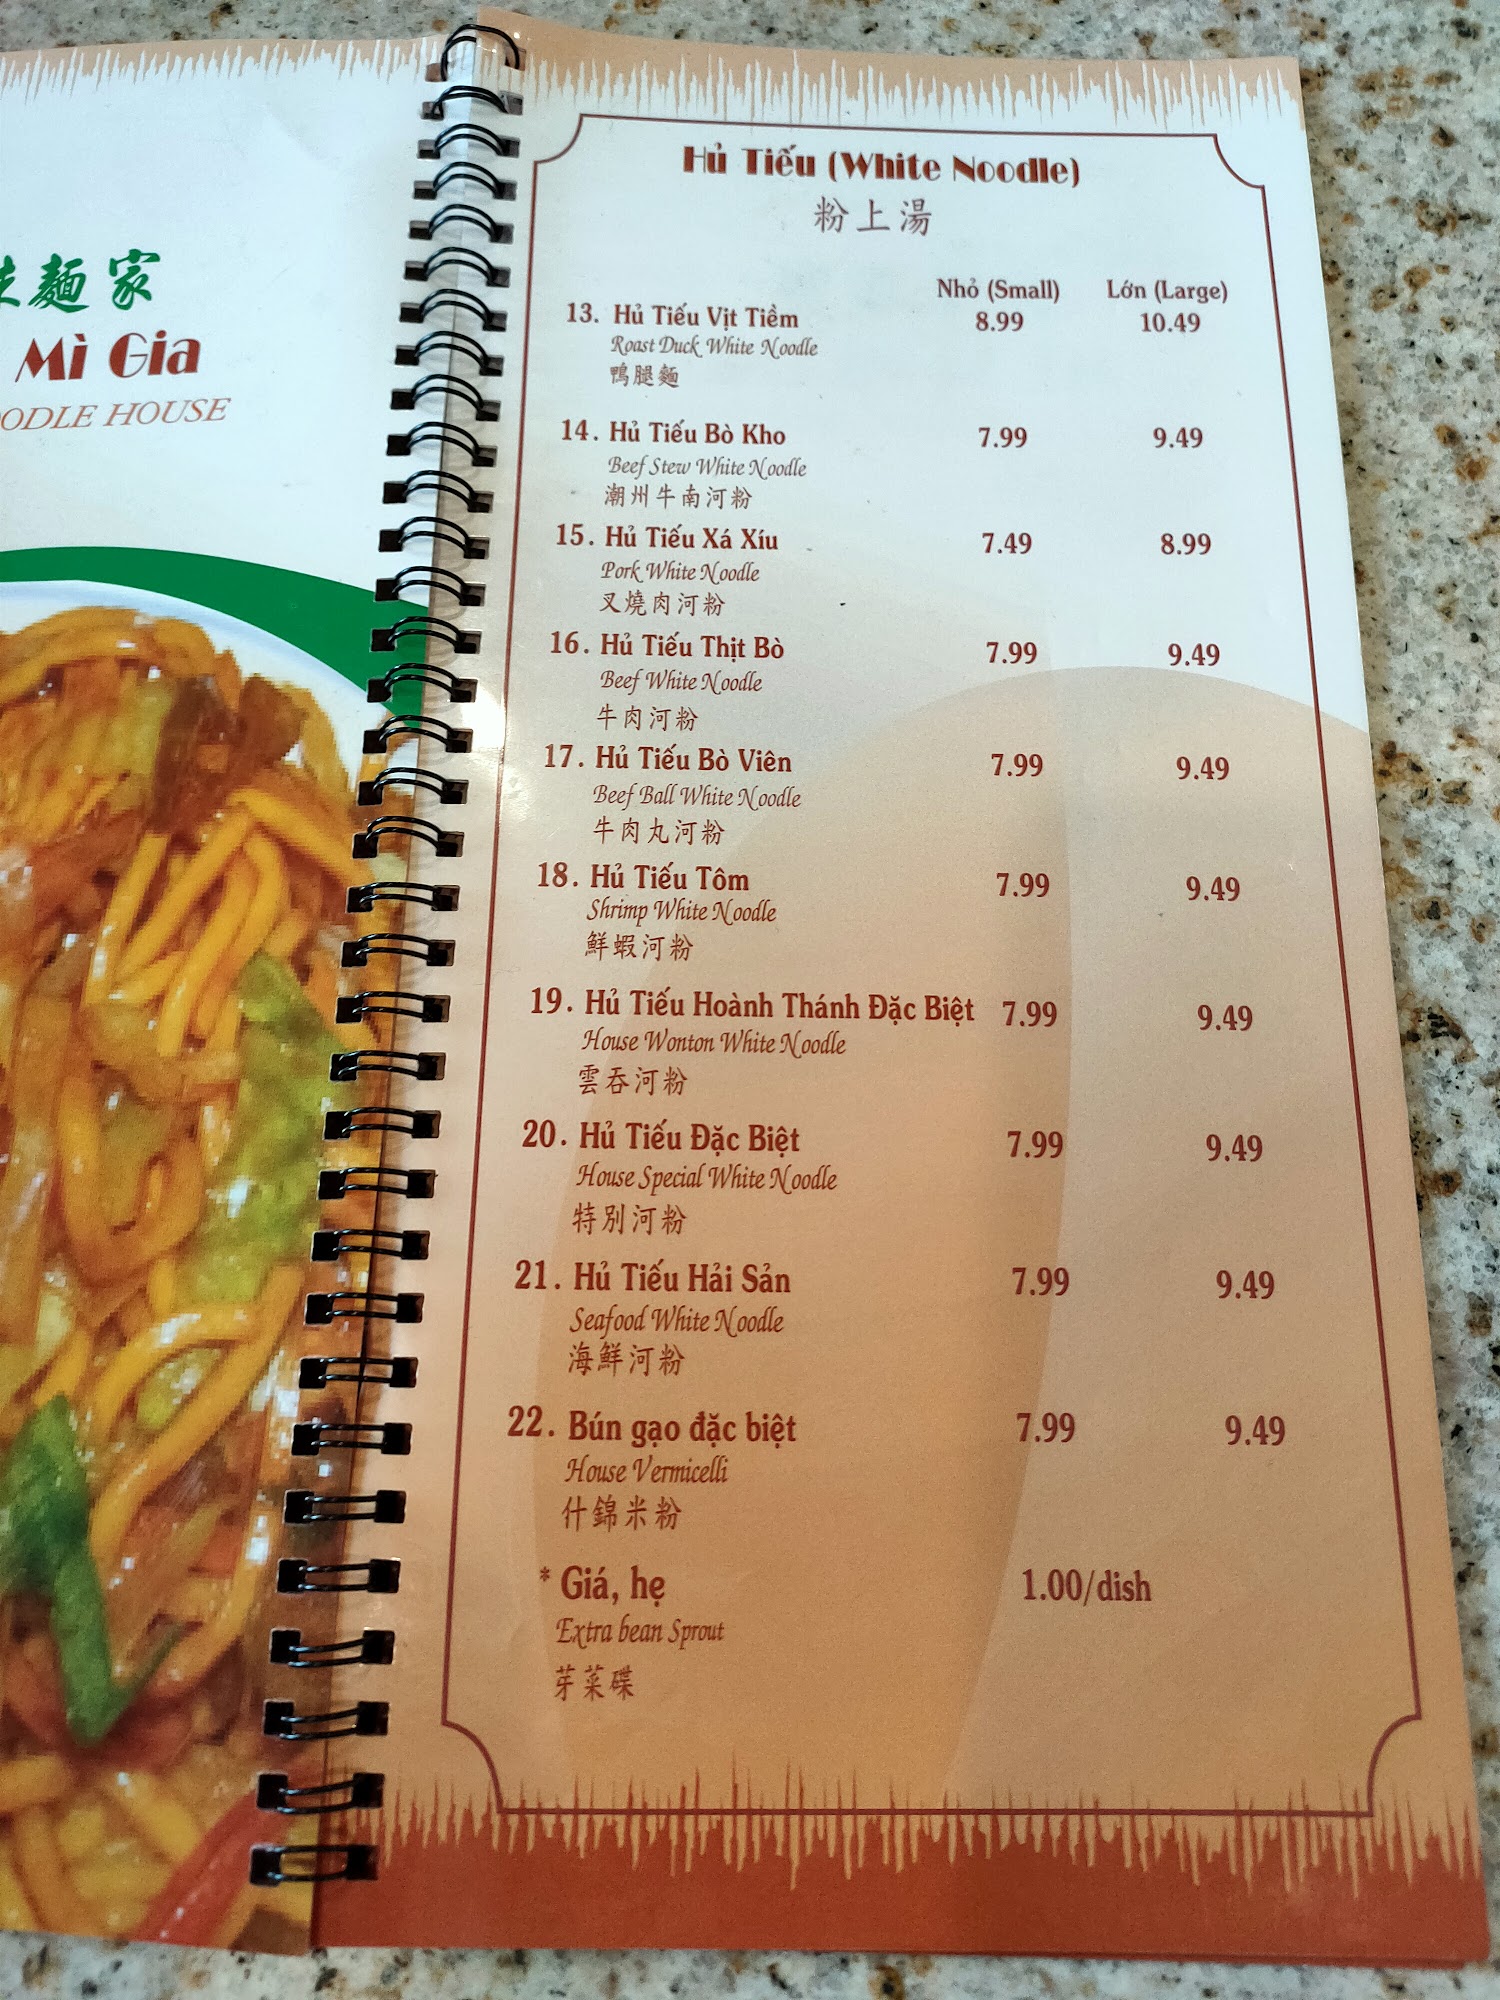 麵家
Mì Gia
HOUSE
Hủ Tiếu (White Noodle)
粉上湯
Nhỏ (Small) Lớn (Large)
13. Hủ Tiếu Vịt Tiềm 8.99 10.49
Roast Duck White Noodle
鴨腿麵
14. Hủ Tiếu Bò Kho 7.99 9.49
Beef Stew White Noodle
潮州牛南河粉
15. Hủ Tiếu Xá Xíu 7.49 8.99
Pork White Noodle
叉燒肉河粉
16. Hủ Tiếu Thịt Bò 7.99 9.49
Beef White Noodle
牛肉河粉
17. Hủ Tiếu Bò Viên 7.99 9.49
Beef Ball White Noodle
牛肉丸河粉
18. Hủ Tiếu Tôm 7.99 9.49
Shrimp White Noodle
鮮蝦河粉
19. Hủ Tiếu Hoành Thánh Đặc Biệt 7.99 9.49
House Wonton White Noodle
雲吞河粉
20. Hủ Tiếu Đặc Biệt 7.99 9.49
House Special White Noodle
特別河粉
21. Hủ Tiếu Hải Sản 7.99 9.49
Seafood White Noodle
海鮮河粉
22. Bún gạo đặc biệt 7.99 9.49
House Vermicelli
什錦米粉
* Giá, hẹ 1.00/dish
Extra bean Sprout
芽菜碟